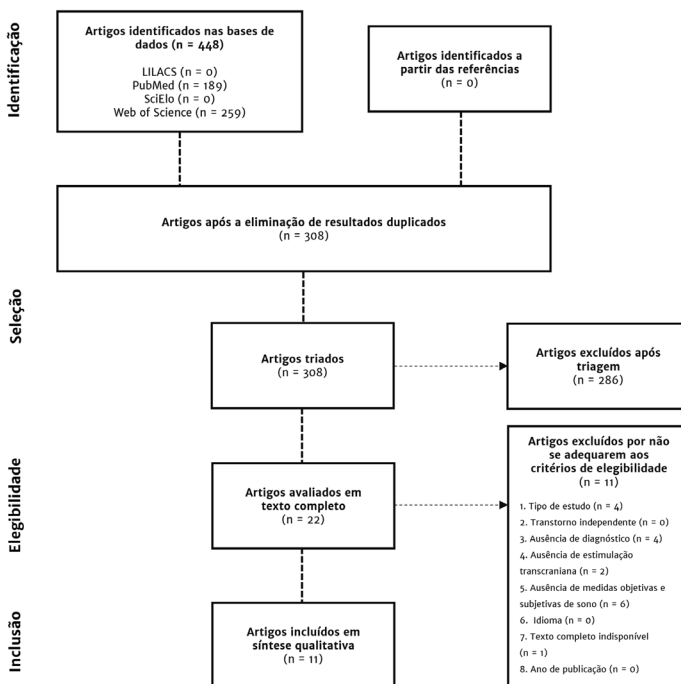 Identificação
Artigos identificados nas bases de
dados (n = 448)
LILACS (n = 0)
PubMed (n = 189)
SciElo (n = 0)
Web of Science (n = 259)
Artigos identificados a
partir das referências
(n = 0)
Artigos após a eliminação de resultados duplicados
(n = 308)
Seleção
Artigos triados
(n = 308)
Artigos excluídos após
triagem
(n = 286)
Elegibilidade
Artigos avaliados em
texto completo
(n = 22)
Artigos excluídos por não
se adequarem aos
critérios de elegibilidade
(n = 11)
1. Tipo de estudo (n = 4)
2. Transtorno independente (n = 0)
3. Ausência de diagnóstico (n = 4)
4. Ausência de estimulação
transcraniana (n = 2)
5. Ausência de medidas objetivas e
subjetivas de sono (n = 6)
6. Idioma (n = 0)
7. Texto completo indisponível
(n = 1)
8. Ano de publicação (n = 0)
Inclusão
Artigos incluídos em
síntese qualitativa
(n = 11)